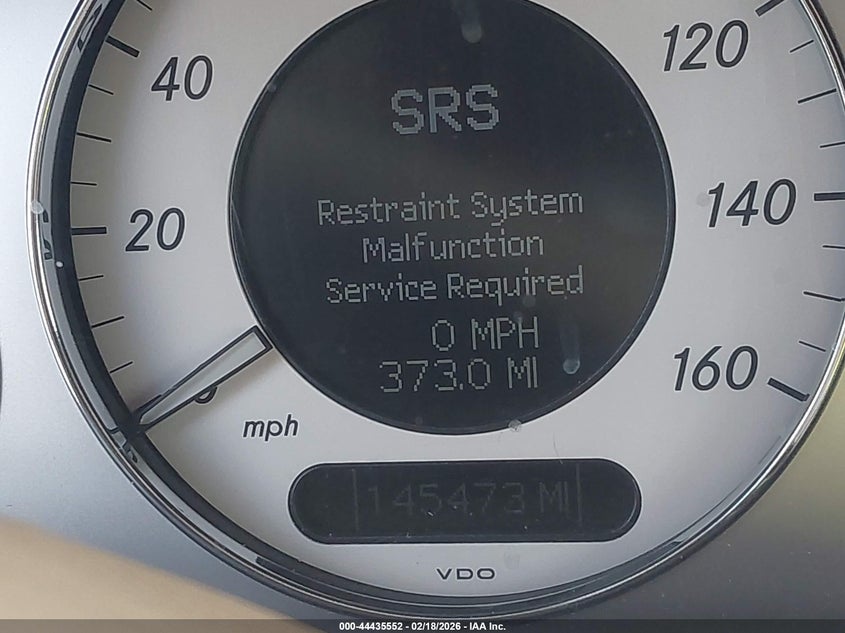 40
120
SRS
20
140
Restraint System
Malfunction
Service Required
0 MPH
373.0 MI
160
mph
145473 MI
VDO
000-44435552 - 02/18/2026 - IAA Inc.